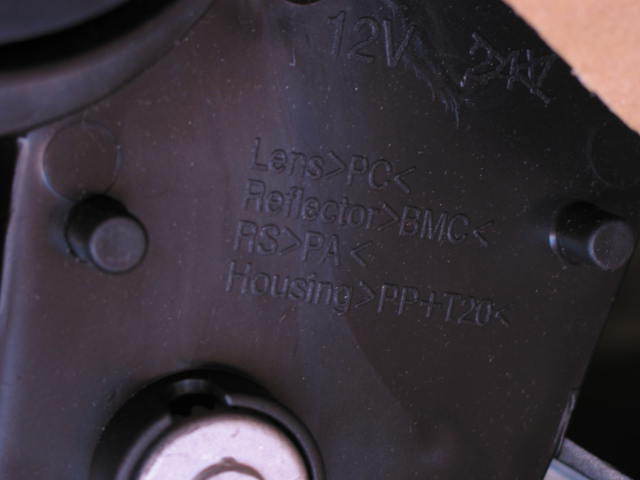 12V
Lens>PC<
Reflector>BMC<
RS>PA<
Housing>PP+T20<